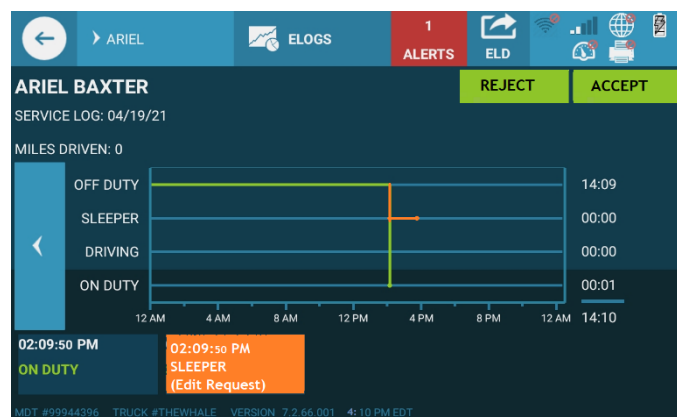 ARIEL
ELOGS
1
ALERTS
ELD
ARIEL BAXTER
REJECT
ACCEPT
SERVICE LOG: 04/19/21
MILES DRIVEN: 0
OFF DUTY 14:09
SLEEPER 00:00
DRIVING 00:00
ON DUTY 00:01
12 AM 4 AM 8 AM 12 PM 4 PM 8 PM 12 AM 14:10
02:09:50 PM
ON DUTY
02:09:50 PM
SLEEPER
(Edit Request)
MDT #99944396 TRUCK #THEWHALE VERSION 7.2.66.001 4:10 PM EDT